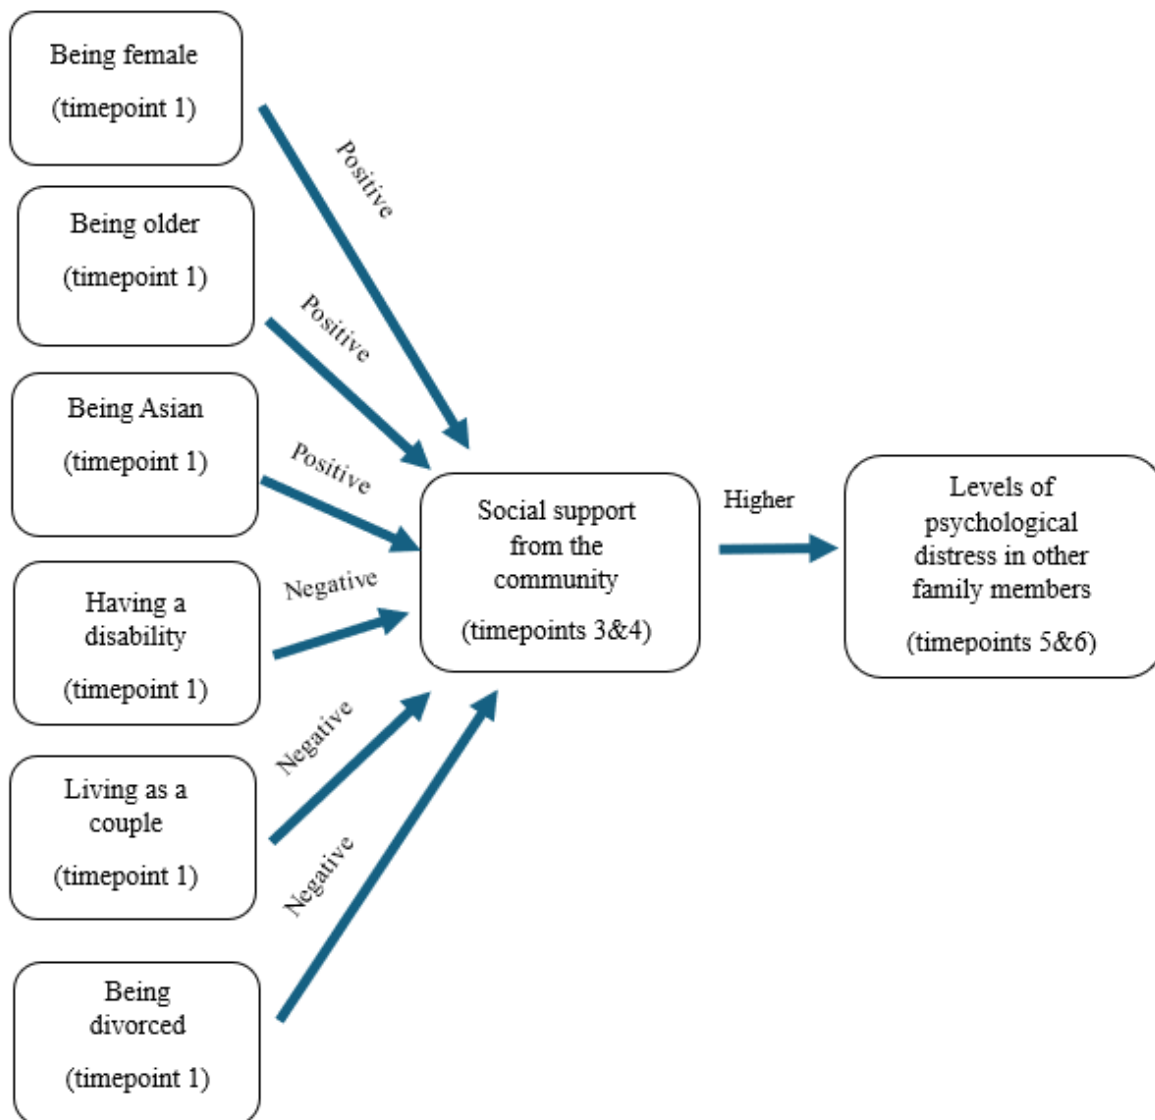 Being female
(timepoint 1)
Positive
Being older
(timepoint 1)
Positive
Being Asian
(timepoint 1)
Positive
Having a
disability
(timepoint 1)
Negative
Living as a
couple
(timepoint 1)
Negative
Being
divorced
(timepoint 1)
Negative
Social support
from the
community
(timepoints 3&4)
Higher
Levels of
psychological
distress in other
family members
(timepoints 5&6)